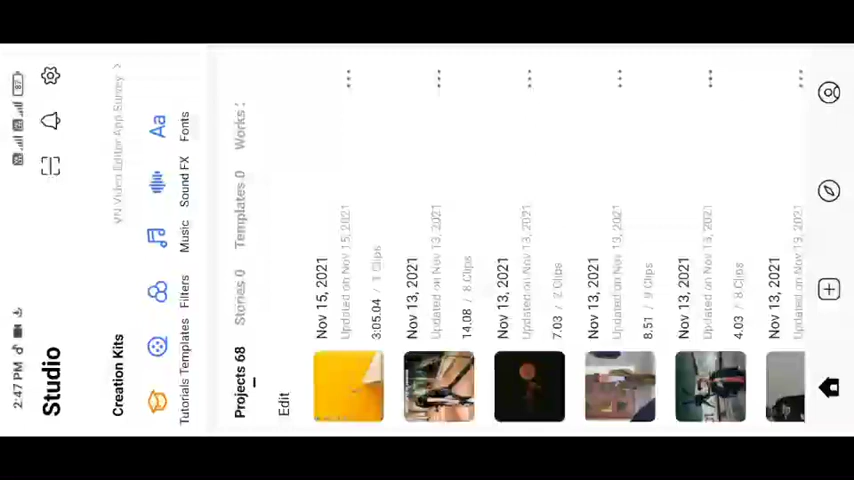 2:47 PM
87
Studio
Creation Kits
VN Video Editor App Survey >
Tutorials
Templates
Filters
Music
Sound FX
Aa
Fonts
Projects 68
Stories 0
Templates 0
Works
Edit
Nov 15, 2021
Updated on Nov 15, 2021
3:05.04 / 1 Clips
Nov 13, 2021
Updated on Nov 13, 2021
14.08 / 8 Clips
Nov 13, 2021
Updated on Nov 13, 2021
7.03 / 2 Clips
Nov 13, 2021
Updated on Nov 13, 2021
8.51 / 9 Clips
Nov 13, 2021
Updated on Nov 13, 2021
4.03 / 8 Clips
Nov 13, 2021
Updated on Nov 13, 2021